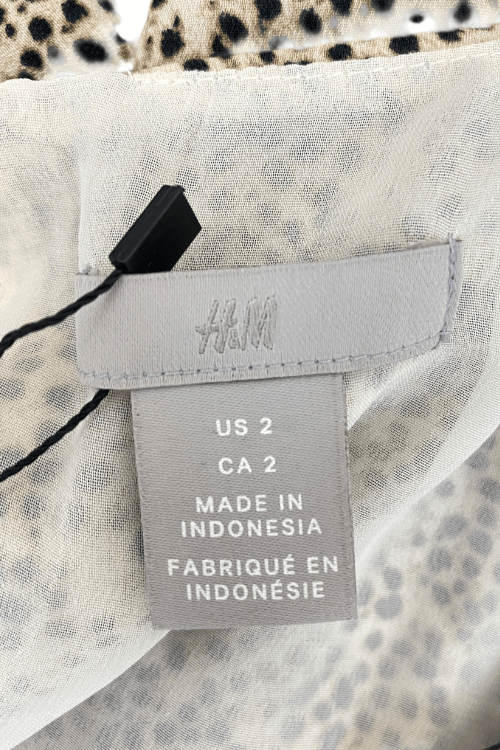 H&M
US 2
CA 2
MADE IN
INDONESIA
FABRIQUÉ EN
INDONÉSIE